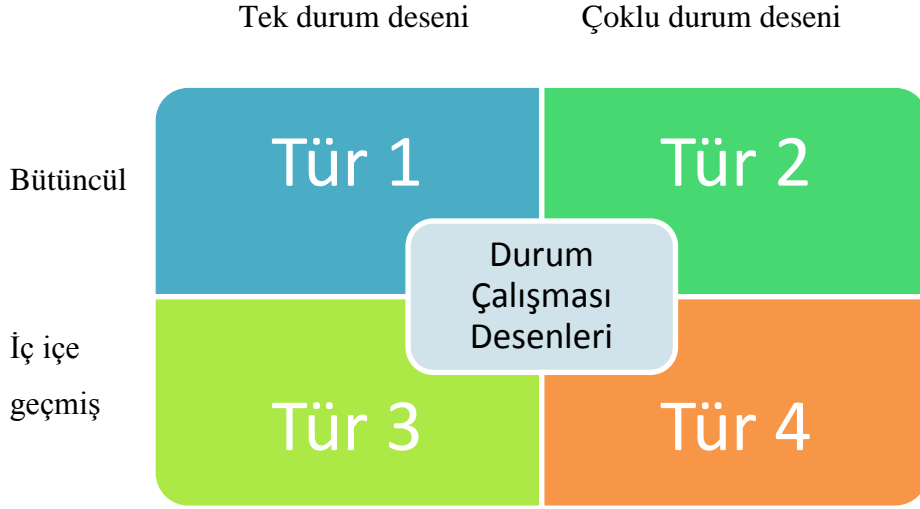 Tek durum deseni
Çoklu durum deseni
Bütüncül
Tür 1
Tür 2
Durum
Çalışması
Desenleri
İç içe
geçmiş
Tür 3
Tür 4